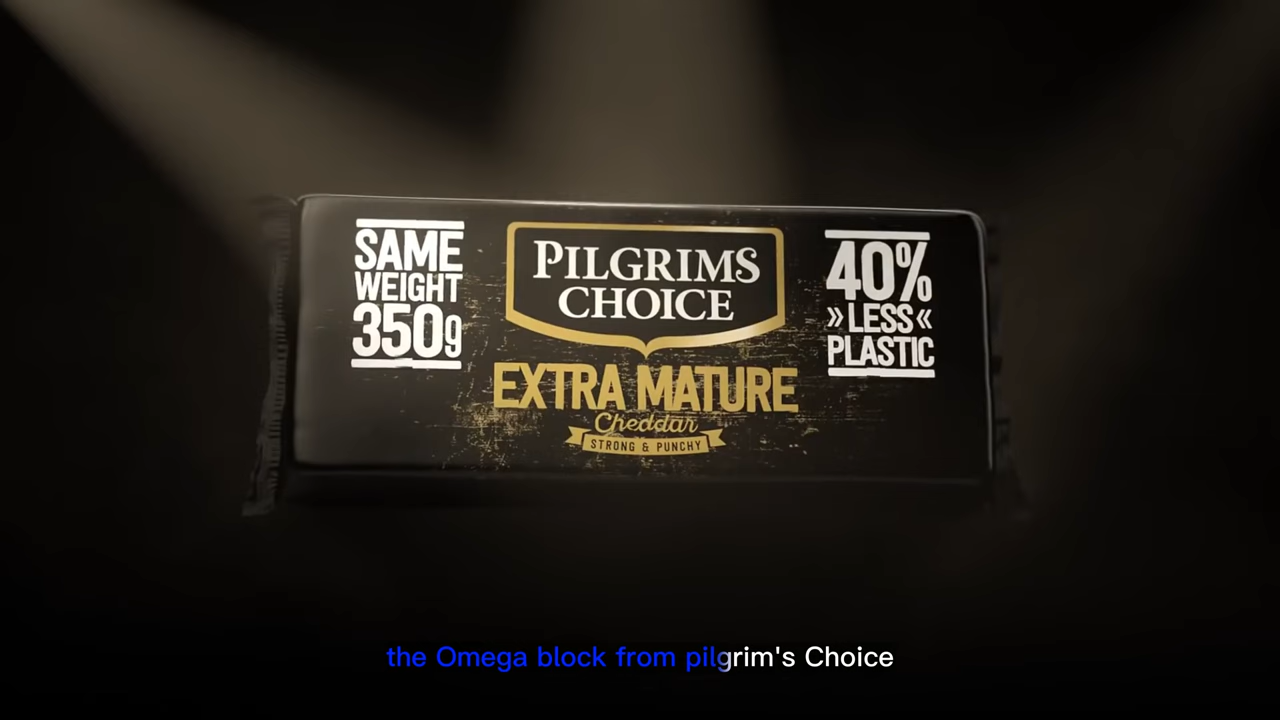 SAME
WEIGHT
350g
PILGRIMS
CHOICE
EXTRA MATURE
Cheddar
STRONG & PUNCHY
40%
»LESS«
PLASTIC
the Omega block from pilgrim's Choice